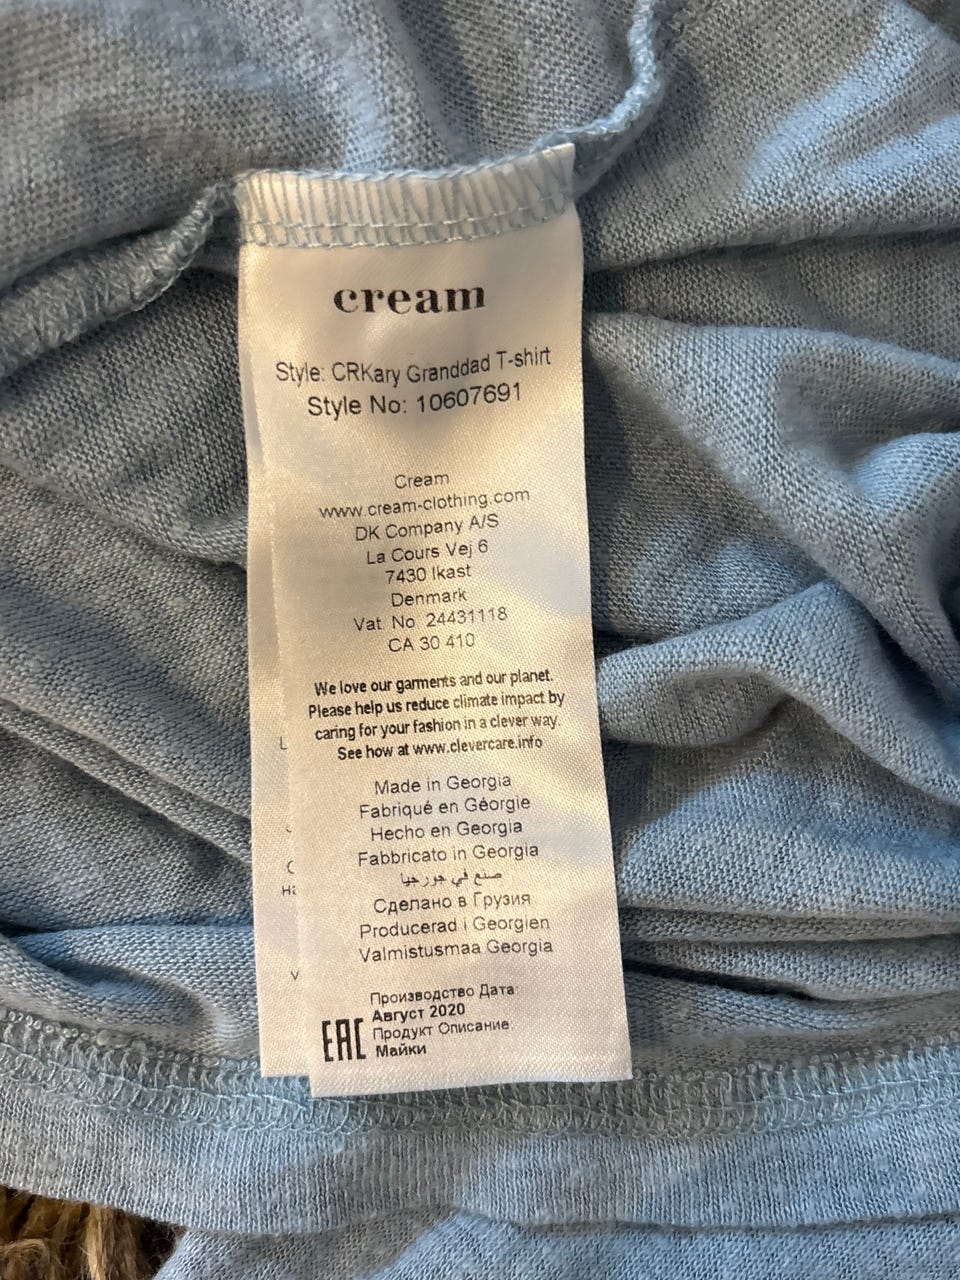 cream
Style: CRKary Granddad T-shirt
Style No: 10607691
Cream
www.cream-clothing.com
DK Company A/S
La Cours Vej 6
7430 Ikast
Denmark
Vat. No 24431118
CA 30 410
We love our garments and our planet.
Please help us reduce climate impact by
caring for your fashion in a clever way.
See how at www.clevercare.info
Made in Georgia
Fabriqué en Géorgie
Hecho en Georgia
Fabbricato in Georgia
صنع في جورجيا
Сделано в Грузия
Producerad i Georgien
Valmistusmaa Georgia
Производство Дата:
Август 2020
EAC Продукт Описание
Майки